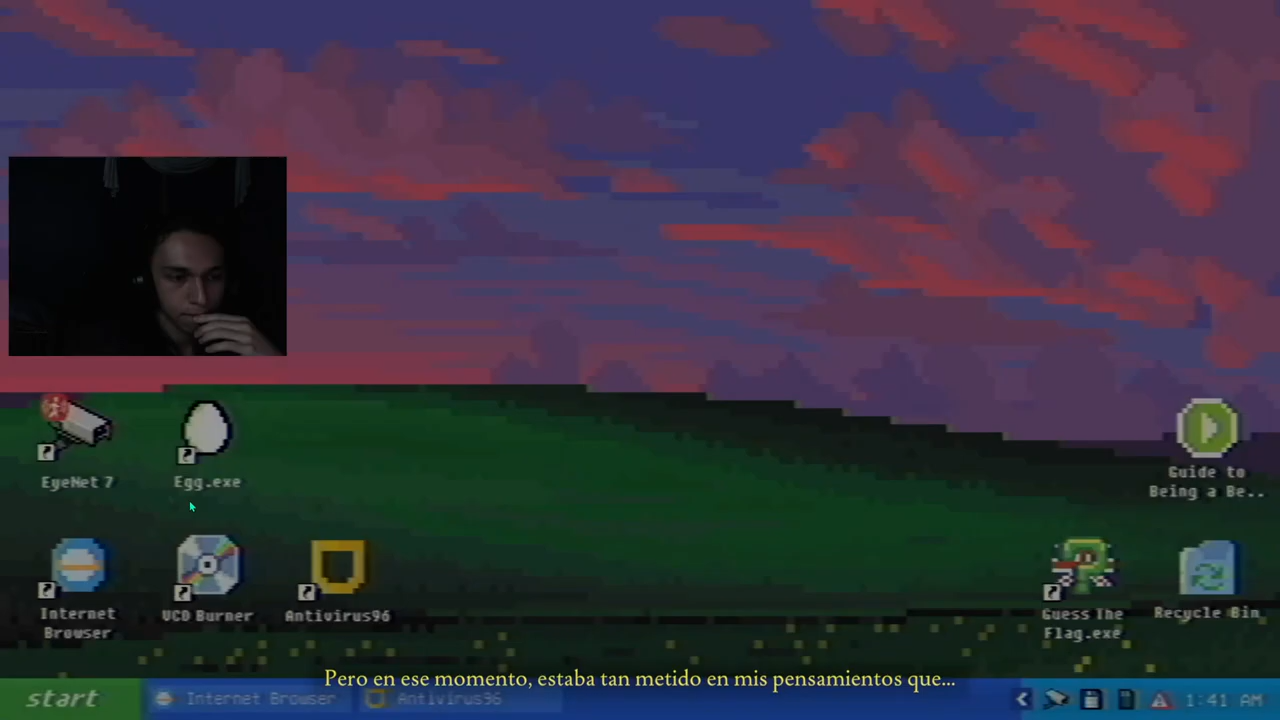 EyeNet 7
Egg.exe
Guide to
Being a Be..
Internet
Browser
VCD Burner
Antivirus96
Guess The
Flag.exe
Recycle Bin
Pero en ese momento, estaba tan metido en mis pensamientos que...
start
Internet Browser
Antivirus96
1:41 AM